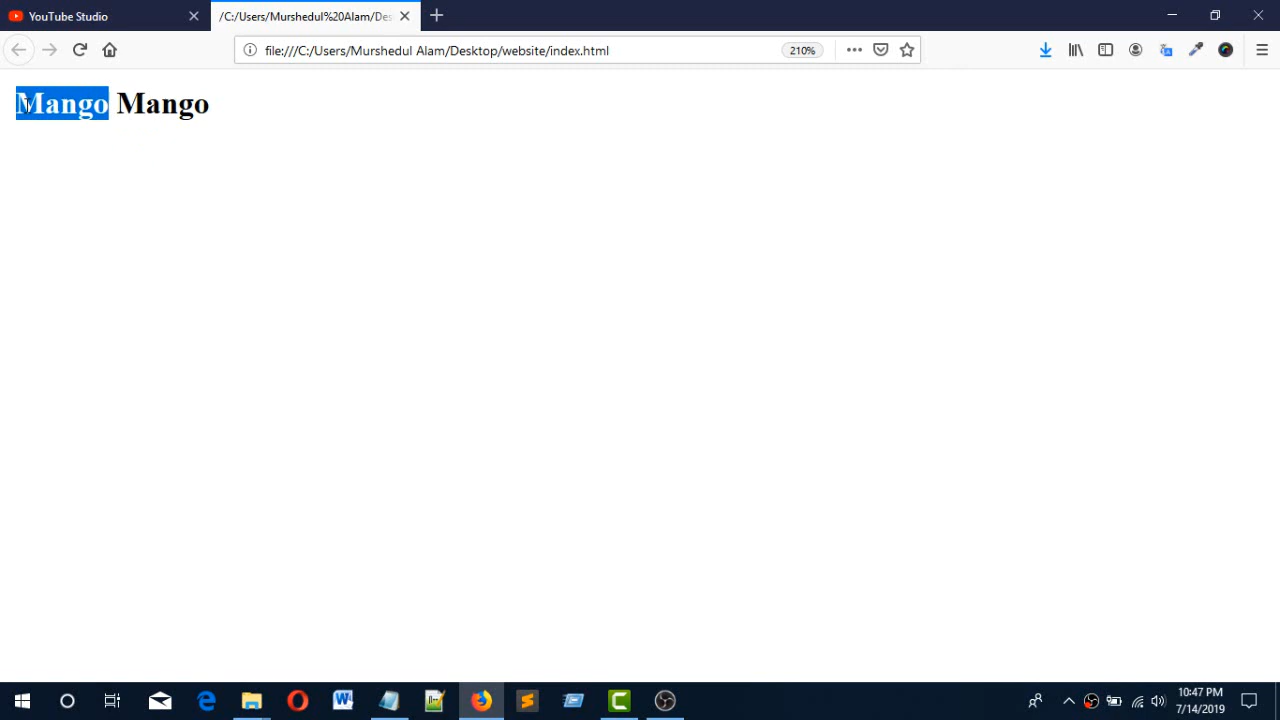 YouTube Studio
/C:/Users/Murshedul%20Alam/Des
file:///C:/Users/Murshedul Alam/Desktop/website/index.html
210%
Mango Mango
10:47 PM
7/14/2019